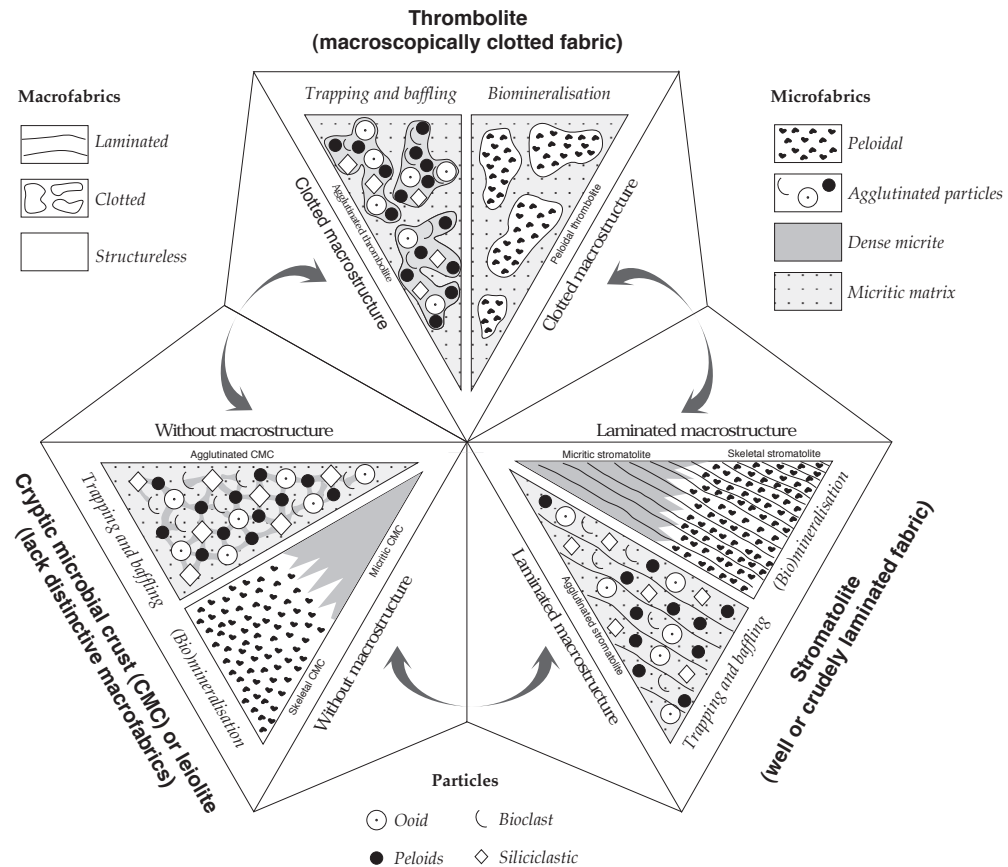 Thrombolite
(macroscopically clotted fabric)
Macrofabrics
Laminated
Clotted
Structureless
Microfabrics
Peloidal
Agglutinated particles
Dense micrite
Micritic matrix
Trapping and baffling
Biomineralisation
Clotted macrostructure
Agglutinated thrombolite
Peloidal thrombolite
Clotted macrostructure
Without macrostructure
Agglutinated CMC
Trapping and baffling
Cryptic microbial crust (CMC) or leiolite
(lack distinctive macrofabrics)
(Bio)mineralisation
Skeletal CMC
Micritic CMC
Without macrostructure
Laminated macrostructure
Micritic stromatolite
Skeletal stromatolite
(Bio)mineralisation
Laminated macrostructure
Agglutinated stromatolite
Trapping and baffling
Stromatolite
(well or crudely laminated fabric)
Particles
Ooid
Bioclast
Peloids
Siliciclastic